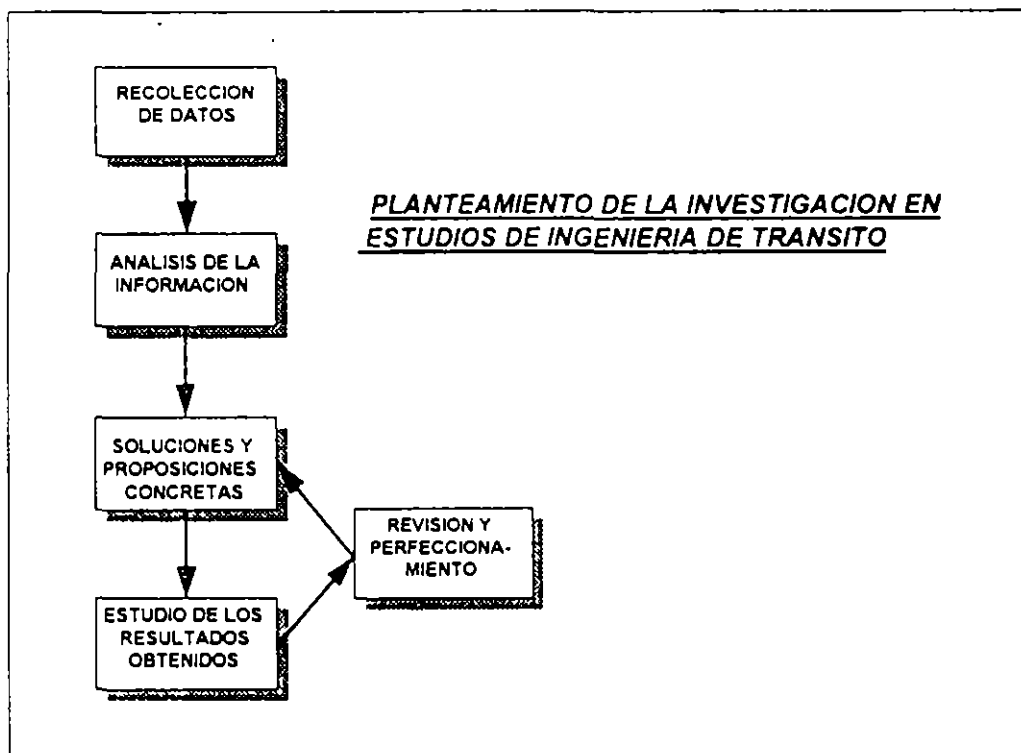 RECOLECCION
DE DATOS
PLANTEAMIENTO DE LA INVESTIGACION EN
ESTUDIOS DE INGENIERIA DE TRANSITO
ANALISIS DE LA
INFORMACION
SOLUCIONES Y
PROPOSICIONES
CONCRETAS
REVISION Y
PERFECCIONA-
MIENTO
ESTUDIO DE LOS
RESULTADOS
OBTENIDOS